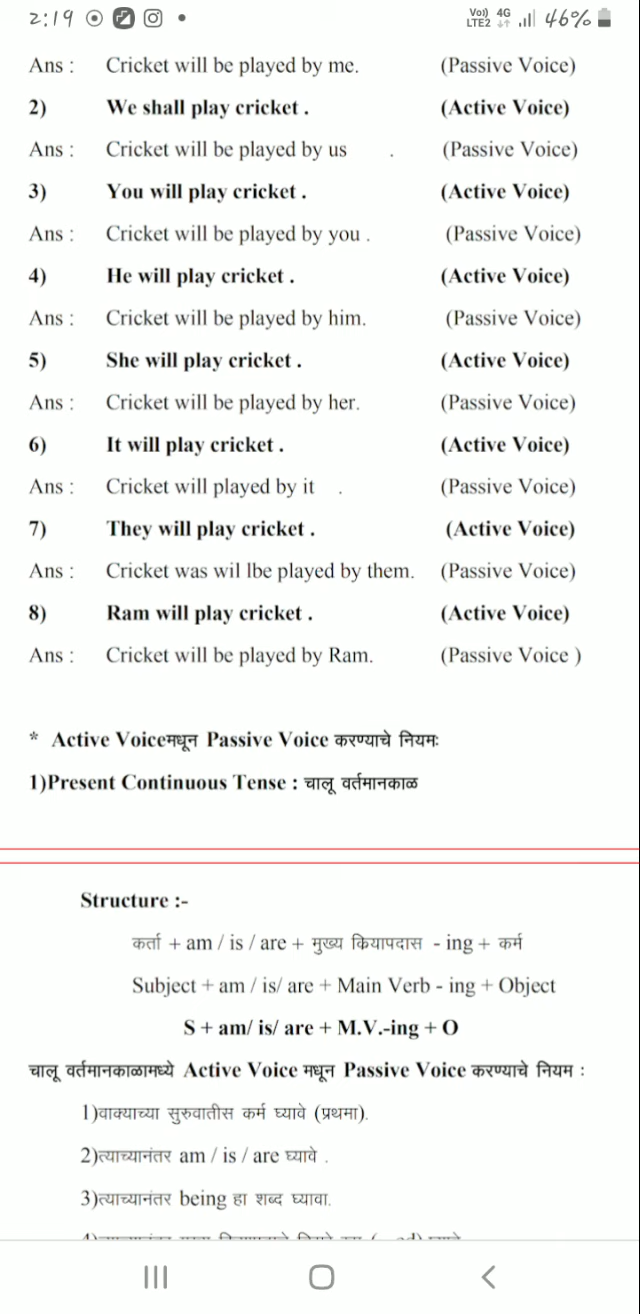 2:19 Vo)) 4G LTE2 46%
Ans : Cricket will be played by me. (Passive Voice)
2) We shall play cricket . (Active Voice)
Ans : Cricket will be played by us . (Passive Voice)
3) You will play cricket . (Active Voice)
Ans : Cricket will be played by you . (Passive Voice)
4) He will play cricket . (Active Voice)
Ans : Cricket will be played by him. (Passive Voice)
5) She will play cricket . (Active Voice)
Ans : Cricket will be played by her. (Passive Voice)
6) It will play cricket . (Active Voice)
Ans : Cricket will played by it . (Passive Voice)
7) They will play cricket . (Active Voice)
Ans : Cricket was wil lbe played by them. (Passive Voice)
8) Ram will play cricket . (Active Voice)
Ans : Cricket will be played by Ram. (Passive Voice )
* Active Voiceमधून Passive Voice करण्याचे नियमः
1)Present Continuous Tense : चालू वर्तमानकाळ
Structure :-
कर्ता + am / is / are + मुख्य कियापदास - ing + कर्म
Subject + am / is/ are + Main Verb - ing + Object
S + am/ is/ are + M.V.-ing + O
चालू वर्तमानकाळामध्ये Active Voice मधून Passive Voice करण्याचे नियम :
1)वाक्याच्या सुरुवातीस कर्म घ्यावे (प्रथमा).
2)त्याच्यानंतर am / is / are घ्यावे .
3)त्याच्यानंतर being हा शब्द घ्यावा.